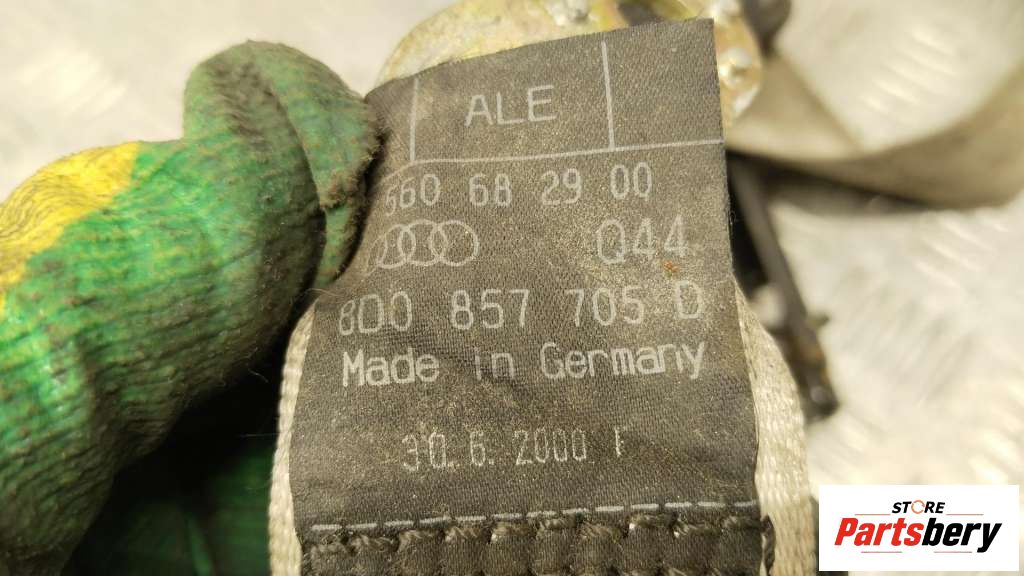 ALE
560 68 29 00
Q44
8D0 857 705 D
Made in Germany
30.6.2000 F
STORE
Partsbery